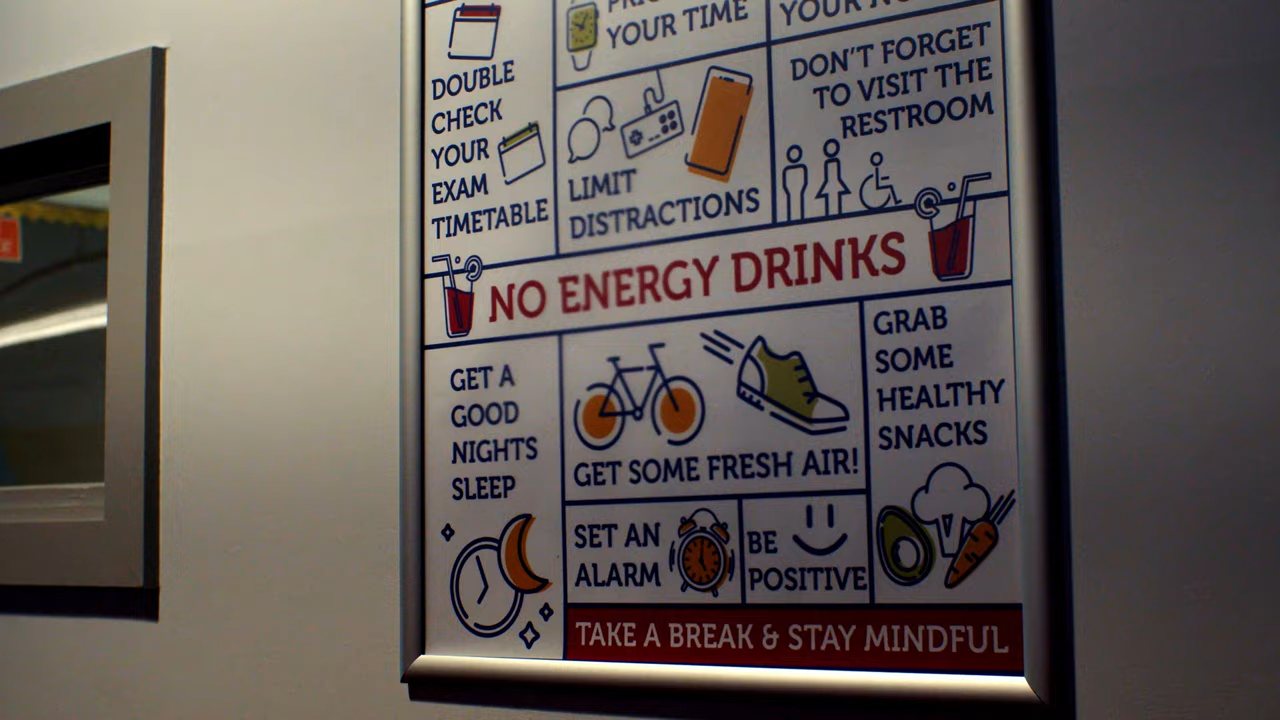 YOUR TIME
DOUBLE
CHECK
YOUR
EXAM
TIMETABLE
LIMIT
DISTRACTIONS
DON'T FORGET
TO VISIT THE
RESTROOM
NO ENERGY DRINKS
GET A
GOOD
NIGHTS
SLEEP
GET SOME FRESH AIR!
GRAB
SOME
HEALTHY
SNACKS
SET AN
ALARM
BE
POSITIVE
TAKE A BREAK & STAY MINDFUL